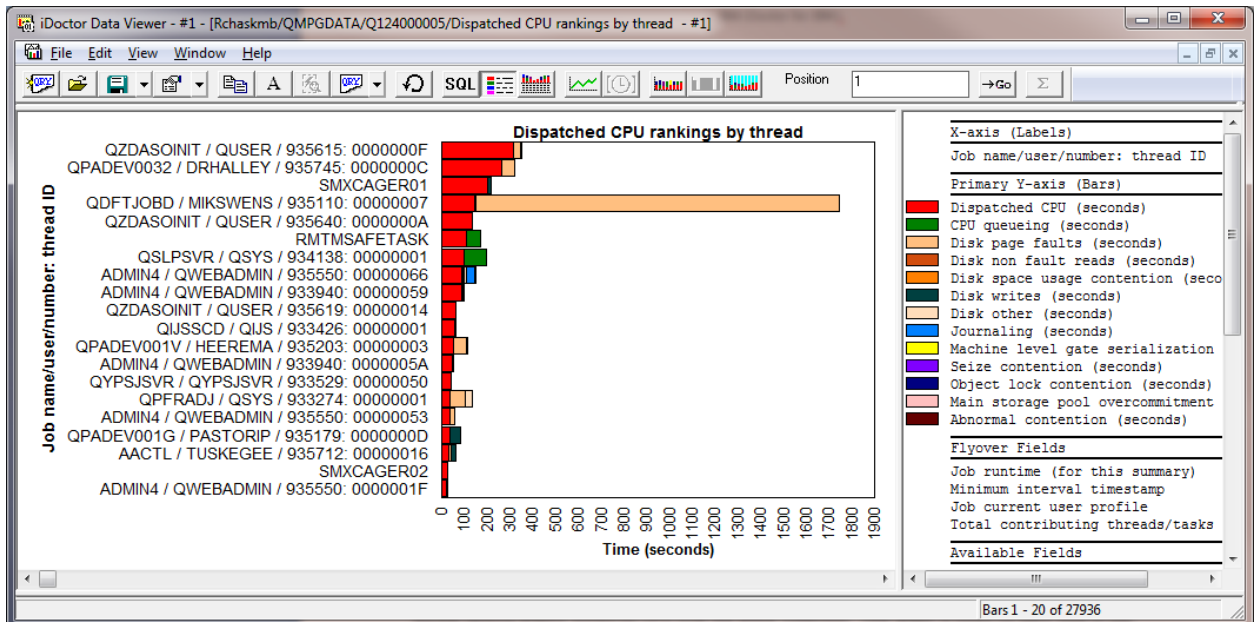 iDoctor Data Viewer - #1 - [Rchaskmb/QMPGDATA/Q124000005/Dispatched CPU rankings by thread - #1]
File Edit View Window Help
QRY A QRY SQL Position 1 →Go Σ
Dispatched CPU rankings by thread
Job name/user/number: thread ID
QZDASOINIT / QUSER / 935615: 0000000F
QPADEV0032 / DRHALLEY / 935745: 0000000C
SMXCAGER01
QDFTJOBD / MIKSWENS / 935110: 00000007
QZDASOINIT / QUSER / 935640: 0000000A
RMTMSAFETASK
QSLPSVR / QSYS / 934138: 00000001
ADMIN4 / QWEBADMIN / 935550: 00000066
ADMIN4 / QWEBADMIN / 933940: 00000059
QZDASOINIT / QUSER / 935619: 00000014
QIJSSCD / QIJS / 933426: 00000001
QPADEV001V / HEEREMA / 935203: 00000003
ADMIN4 / QWEBADMIN / 933940: 0000005A
QYPSJSVR / QYPSJSVR / 933529: 00000050
QPFRADJ / QSYS / 933274: 00000001
ADMIN4 / QWEBADMIN / 935550: 00000053
QPADEV001G / PASTORIP / 935179: 0000000D
AACTL / TUSKEGEE / 935712: 00000016
SMXCAGER02
ADMIN4 / QWEBADMIN / 935550: 0000001F
0 100 200 300 400 500 600 700 800 900 1000 1100 1200 1300 1400 1500 1600 1700 1800 1900
Time (seconds)
X-axis (Labels)
Job name/user/number: thread ID
Primary Y-axis (Bars)
Dispatched CPU (seconds)
CPU queueing (seconds)
Disk page faults (seconds)
Disk non fault reads (seconds)
Disk space usage contention (seco
Disk writes (seconds)
Disk other (seconds)
Journaling (seconds)
Machine level gate serialization
Seize contention (seconds)
Object lock contention (seconds)
Main storage pool overcommitment
Abnormal contention (seconds)
Flyover Fields
Job runtime (for this summary)
Minimum interval timestamp
Job current user profile
Total contributing threads/tasks
Available Fields
Bars 1 - 20 of 27936